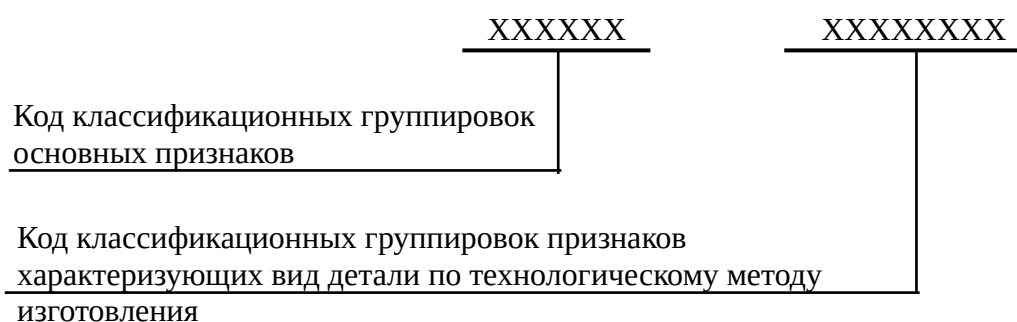 XXXXXX XXXXXXXX
Код классификационных группировок
основных признаков
Код классификационных группировок признаков
характеризующих вид детали по технологическому методу
изготовления